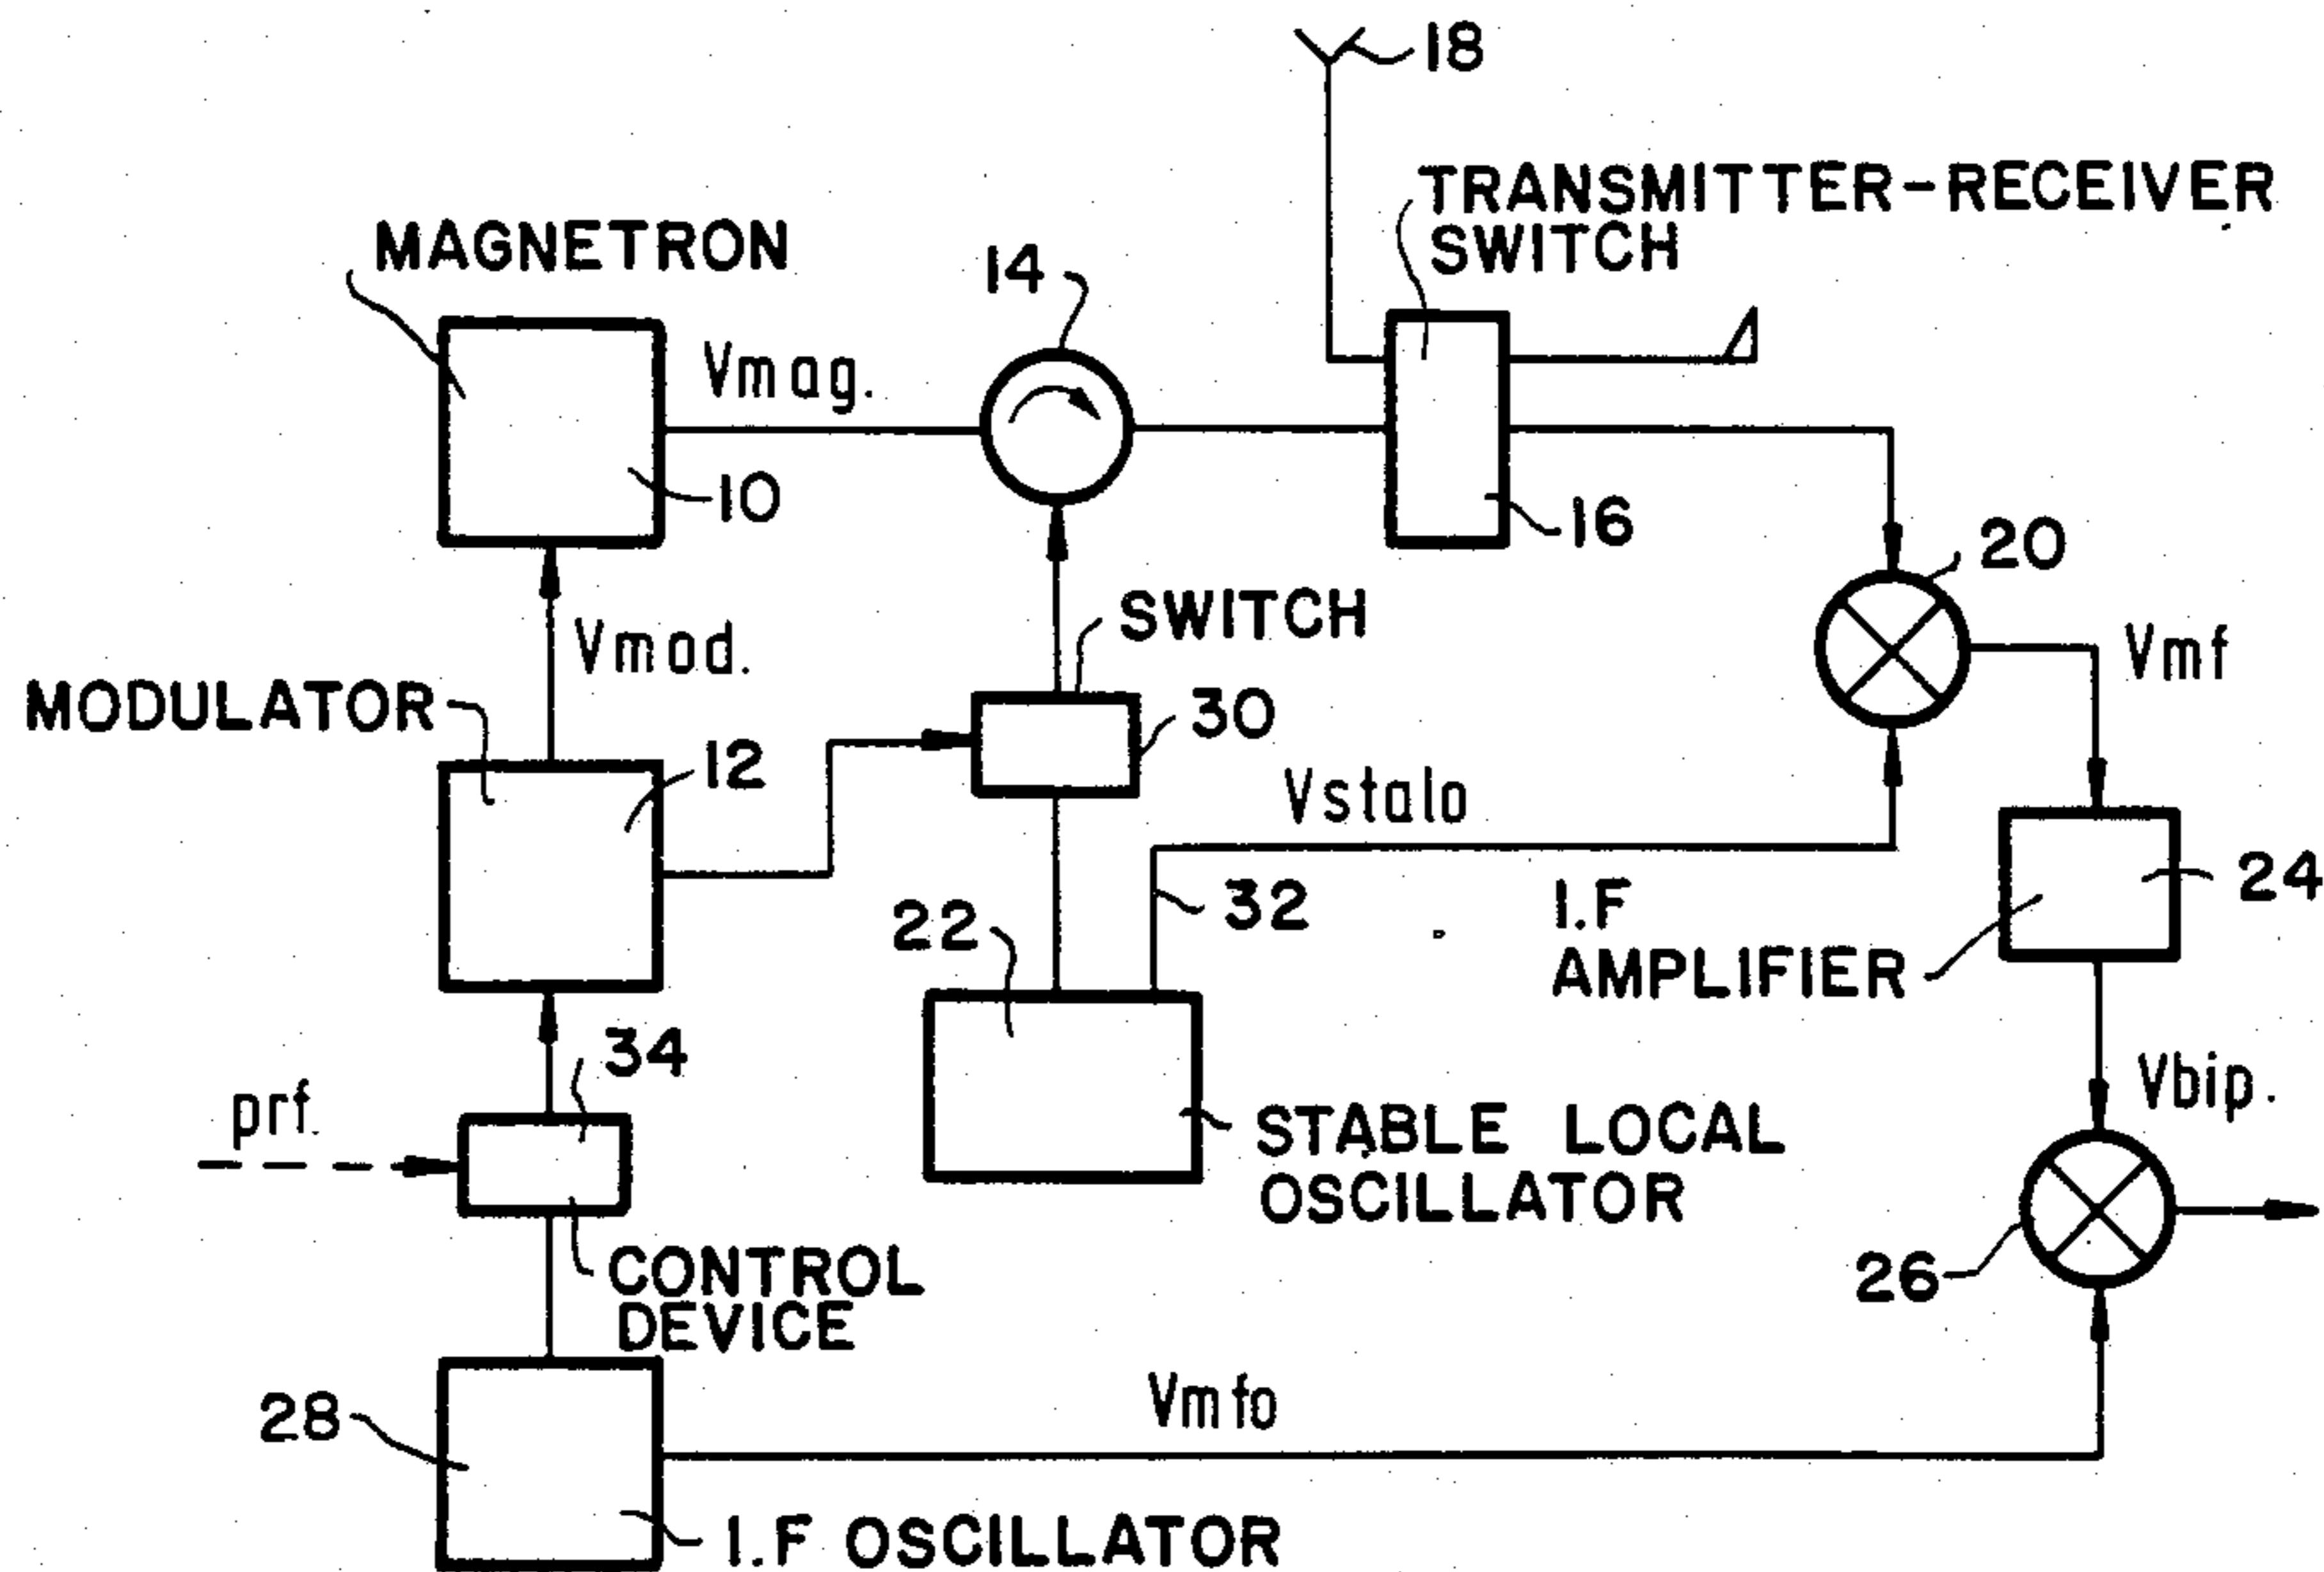 18
TRANSMITTER-RECEIVER
SWITCH
MAGNETRON
14
Vmag.
10
16
20
SWITCH
Vmod.
Vmf
MODULATOR
30
12
Vstalo
24
22
32
I.F
AMPLIFIER
34
prf.
Vbip.
STABLE LOCAL
OSCILLATOR
CONTROL
DEVICE
26
28
Vmfo
I.F OSCILLATOR